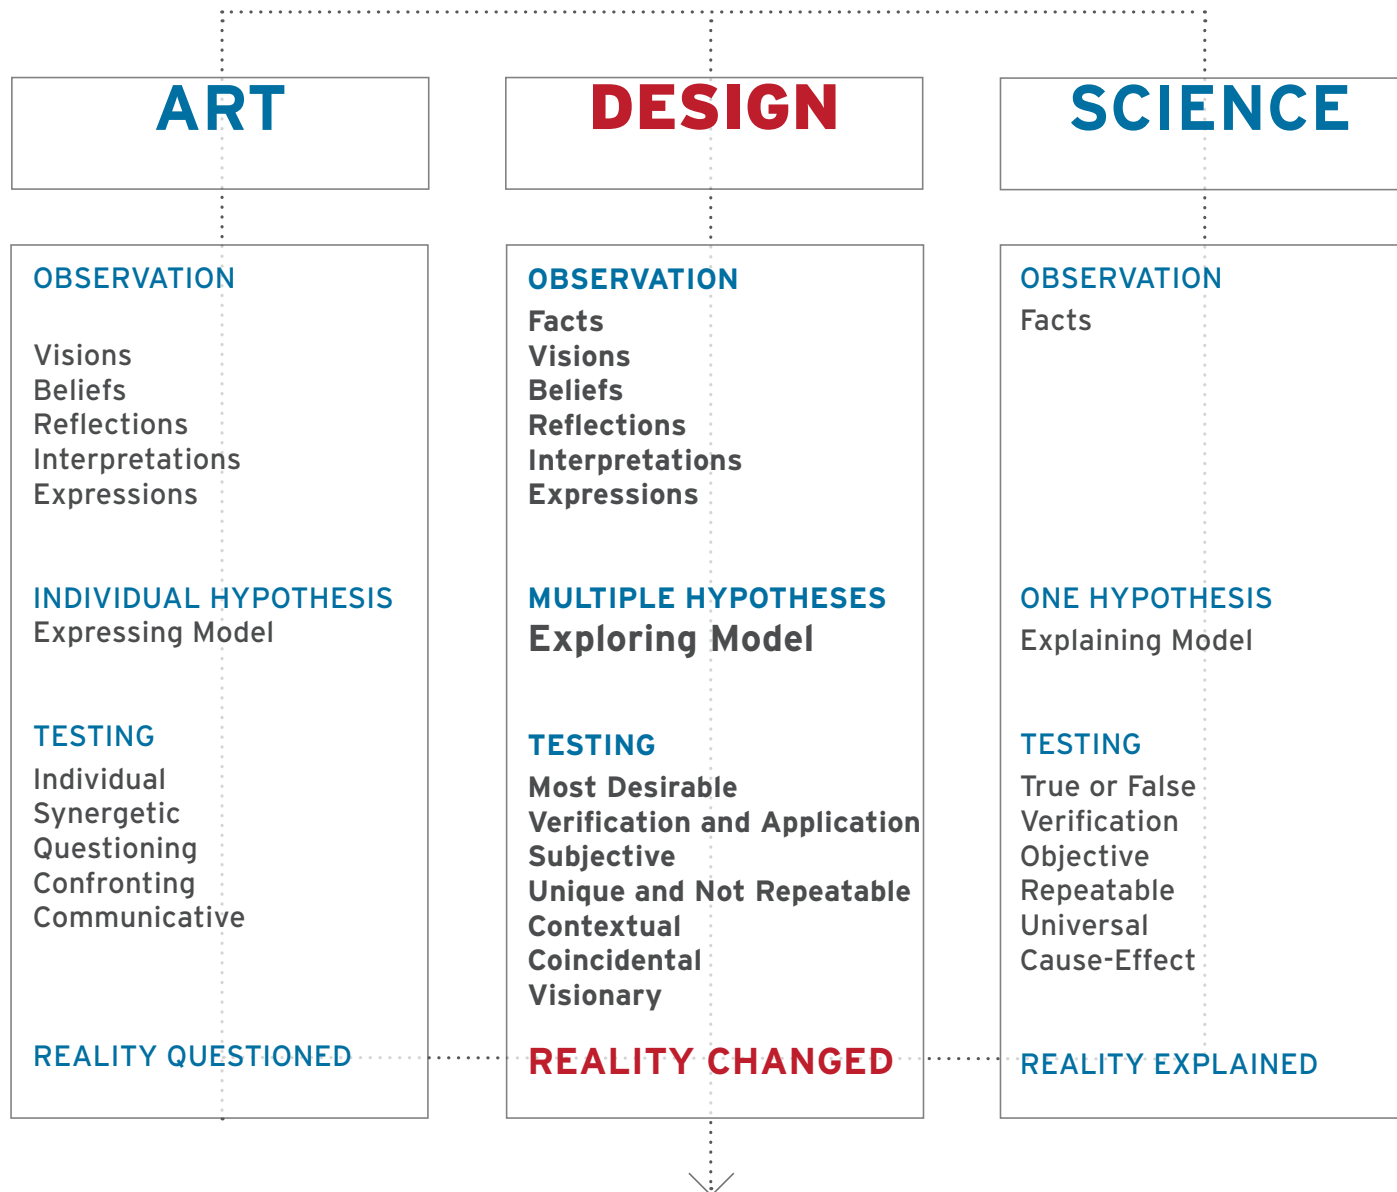 ART
OBSERVATION
Visions
Beliefs
Reflections
Interpretations
Expressions
INDIVIDUAL HYPOTHESIS
Expressing Model
TESTING
Individual
Synergetic
Questioning
Confronting
Communicative
REALITY QUESTIONED
DESIGN
OBSERVATION
Facts
Visions
Beliefs
Reflections
Interpretations
Expressions
MULTIPLE HYPOTHESES
Exploring Model
TESTING
Most Desirable
Verification and Application
Subjective
Unique and Not Repeatable
Contextual
Coincidental
Visionary
REALITY CHANGED
SCIENCE
OBSERVATION
Facts
ONE HYPOTHESIS
Explaining Model
TESTING
True or False
Verification
Objective
Repeatable
Universal
Cause-Effect
REALITY EXPLAINED